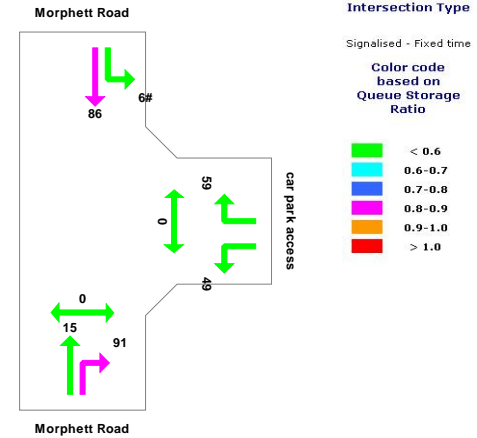 Morphett Road
Intersection Type
Signalised - Fixed time
Color code
based on
Queue Storage
Ratio
6#
86
< 0.6
0.6-0.7
0.7-0.8
0.8-0.9
0.9-1.0
> 1.0
59
0
car park access
49
0
15
91
Morphett Road